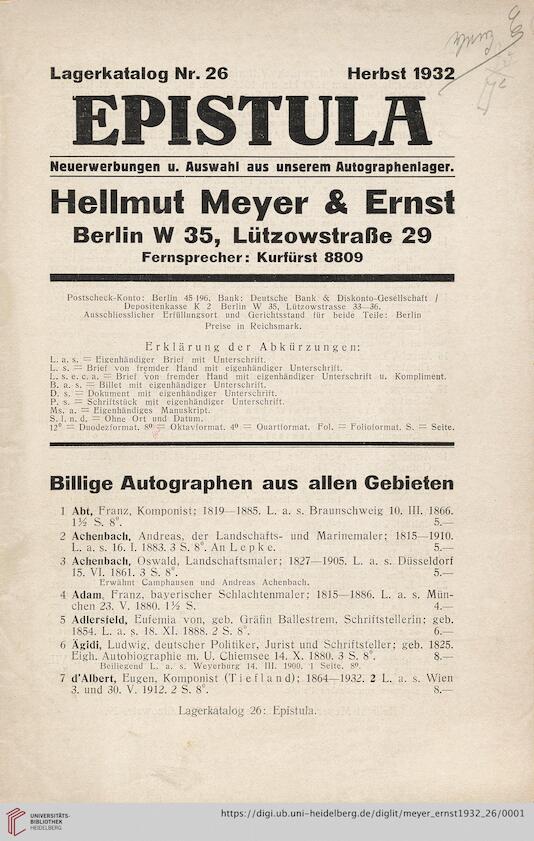 Lagerkatalog Nr. 26 Herbst 1932
EPISTULA
Neuerwerbungen u. Auswahl aus unserem Autographenlager.
Hellmut Meyer & Ernst
Berlin W 35, Lützowstraße 29
Fernsprecher: Kurfürst 8809
Postscheck-Konto: Berlin 45 196. Bank: Deutsche Bank & Diskonto-Gesellschaft /
Depositenkasse K 2 Berlin W 35, Lützowstrasse 33—36.
Ausschliesslicher Erfüllungsort und Gerichtsstand für beide Teile: Berlin
Preise in Reichsmark.
Erklärung der Abkürzungen:
L. a. s. = Eigenhändiger Brief mit Unterschrift.
L. s. = Brief von fremder Hand mit eigenhändiger Unterschrift.
L. s. e. c. a. = Brief von fremder Hand mit eigenhändiger Unterschrift u. Kompliment.
B. a. s. = Billet mit eigenhändiger Unterschrift.
D. s. = Dokument mit eigenhändiger Unterschrift.
P. s. = Schriftstück mit eigenhändiger Unterschrift.
Ms. a. = Eigenhändiges Manuskript.
S. l. n. d. = Ohne Ort und Datum.
12° = Duodezformat. 8° = Oktavformat. 4° = Quartformat. Fol. = Folioformat. S. = Seite.
Billige Autographen aus allen Gebieten
1 Abt, Franz, Komponist; 1819—1885. L. a. s. Braunschweig 10. III. 1866.
1½ S. 8°. 5.—
2 Achenbach, Andreas, der Landschafts- und Marinemaler; 1815—1910.
L. a. s. 16. I. 1883. 3 S. 8°. An Lepke. 5.—
3 Achenbach, Oswald, Landschaftsmaler; 1827—1905. L. a. s. Düsseldorf
15. VI. 1861. 3 S. 8°. 5.—
Erwähnt Camphausen und Andreas Achenbach.
4 Adam, Franz, bayerischer Schlachtenmaler; 1815—1886. L. a. s. Mün-
chen 23. V. 1880. 1½ S. 4.—
5 Adlersfeld, Eufemia von, geb. Gräfin Ballestrem, Schriftstellerin; geb.
1854. L. a. s. 18. XI. 1888. 2 S. 8°. 6.—
6 Ägidi, Ludwig, deutscher Politiker, Jurist und Schriftsteller; geb. 1825.
Eigh. Autobiographie m. U. Chiemsee 14. X. 1880. 3 S. 8°. 8.—
Beiliegend L. a. s. Weyerburg 14. III. 1900. 1 Seite. 8°.
7 d'Albert, Eugen, Komponist (Tiefland); 1864—1932. 2 L. a. s. Wien
3. und 30. V. 1912. 2 S. 8°. 8.—
Lagerkatalog 26: Epistula.
UNIVERSITÄTS-
BIBLIOTHEK
HEIDELBERG
https://digi.ub.uni-heidelberg.de/diglit/meyer_ernst1932_26/0001